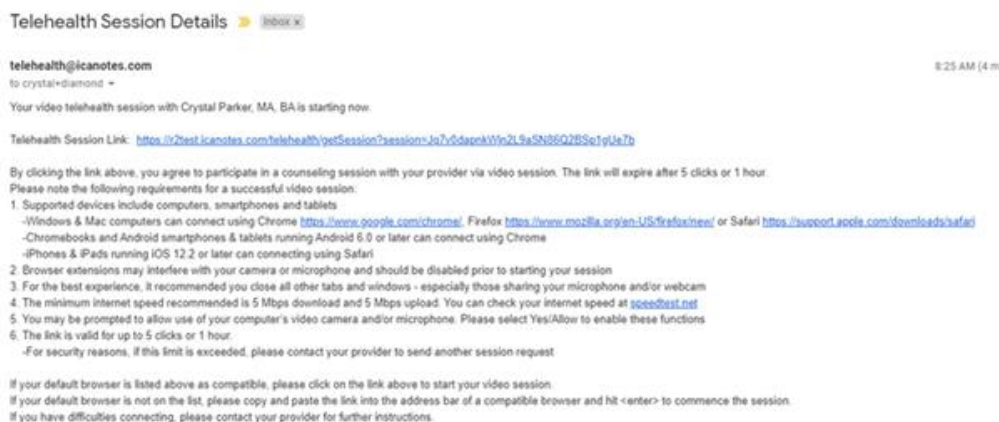 Telehealth Session Details Inbox x
telehealth@icanotes.com 8:25 AM (4 m
to crystal+diamond
Your video telehealth session with Crystal Parker, MA, BA is starting now.
Telehealth Session Link: https://r2test.icanotes.com/telehealth/getSession?session=
By clicking the link above, you agree to participate in a counseling session with your provider via video session. The link will expire after 5 clicks or 1 hour.
Please note the following requirements for a successful video session:
1. Supported devices include computers, smartphones and tablets
-Windows & Mac computers can connect using Chrome https://www.google.com/chrome/, Firefox https://www.mozilla.org/en-US/firefox/new/ or Safari https://support.apple.com/downloads/safari
-Chromebooks and Android smartphones & tablets running Android 6.0 or later can connect using Chrome
-iPhones & iPads running iOS 12.2 or later can connecting using Safari
2. Browser extensions may interfere with your camera or microphone and should be disabled prior to starting your session
3. For the best experience, it recommended you close all other tabs and windows - especially those sharing your microphone and/or webcam
4. The minimum internet speed recommended is 5 Mbps download and 5 Mbps upload. You can check your internet speed at speedtest.net
5. You may be prompted to allow use of your computer's video camera and/or microphone. Please select Yes/Allow to enable these functions
6. The link is valid for up to 5 clicks or 1 hour.
-For security reasons, if this limit is exceeded, please contact your provider to send another session request
If your default browser is listed above as compatible, please click on the link above to start your video session.
If your default browser is not on the list, please copy and paste the link into the address bar of a compatible browser and hit <enter> to commence the session.
If you have difficulties connecting, please contact your provider for further instructions.